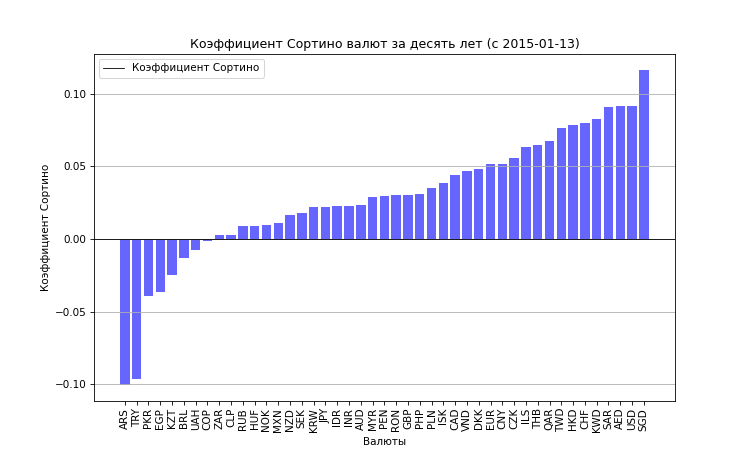 Коэффициент Сортино валют за десять лет (с 2015-01-13)
Коэффициент Сортино
Коэффициент Сортино
0.10
0.05
0.00
−0.05
−0.10
ARS TRY PKR EGP KZT BRL UAH COP ZAR CLP RUB HUF NOK MXN NZD SEK KRW JPY IDR INR AUD MYR PEN RON GBP PHP PLN ISK CAD VND DKK EUR CNY CZK ILS THB QAR TWD HKD CHF KWD SAR AED USD SGD
Валюты